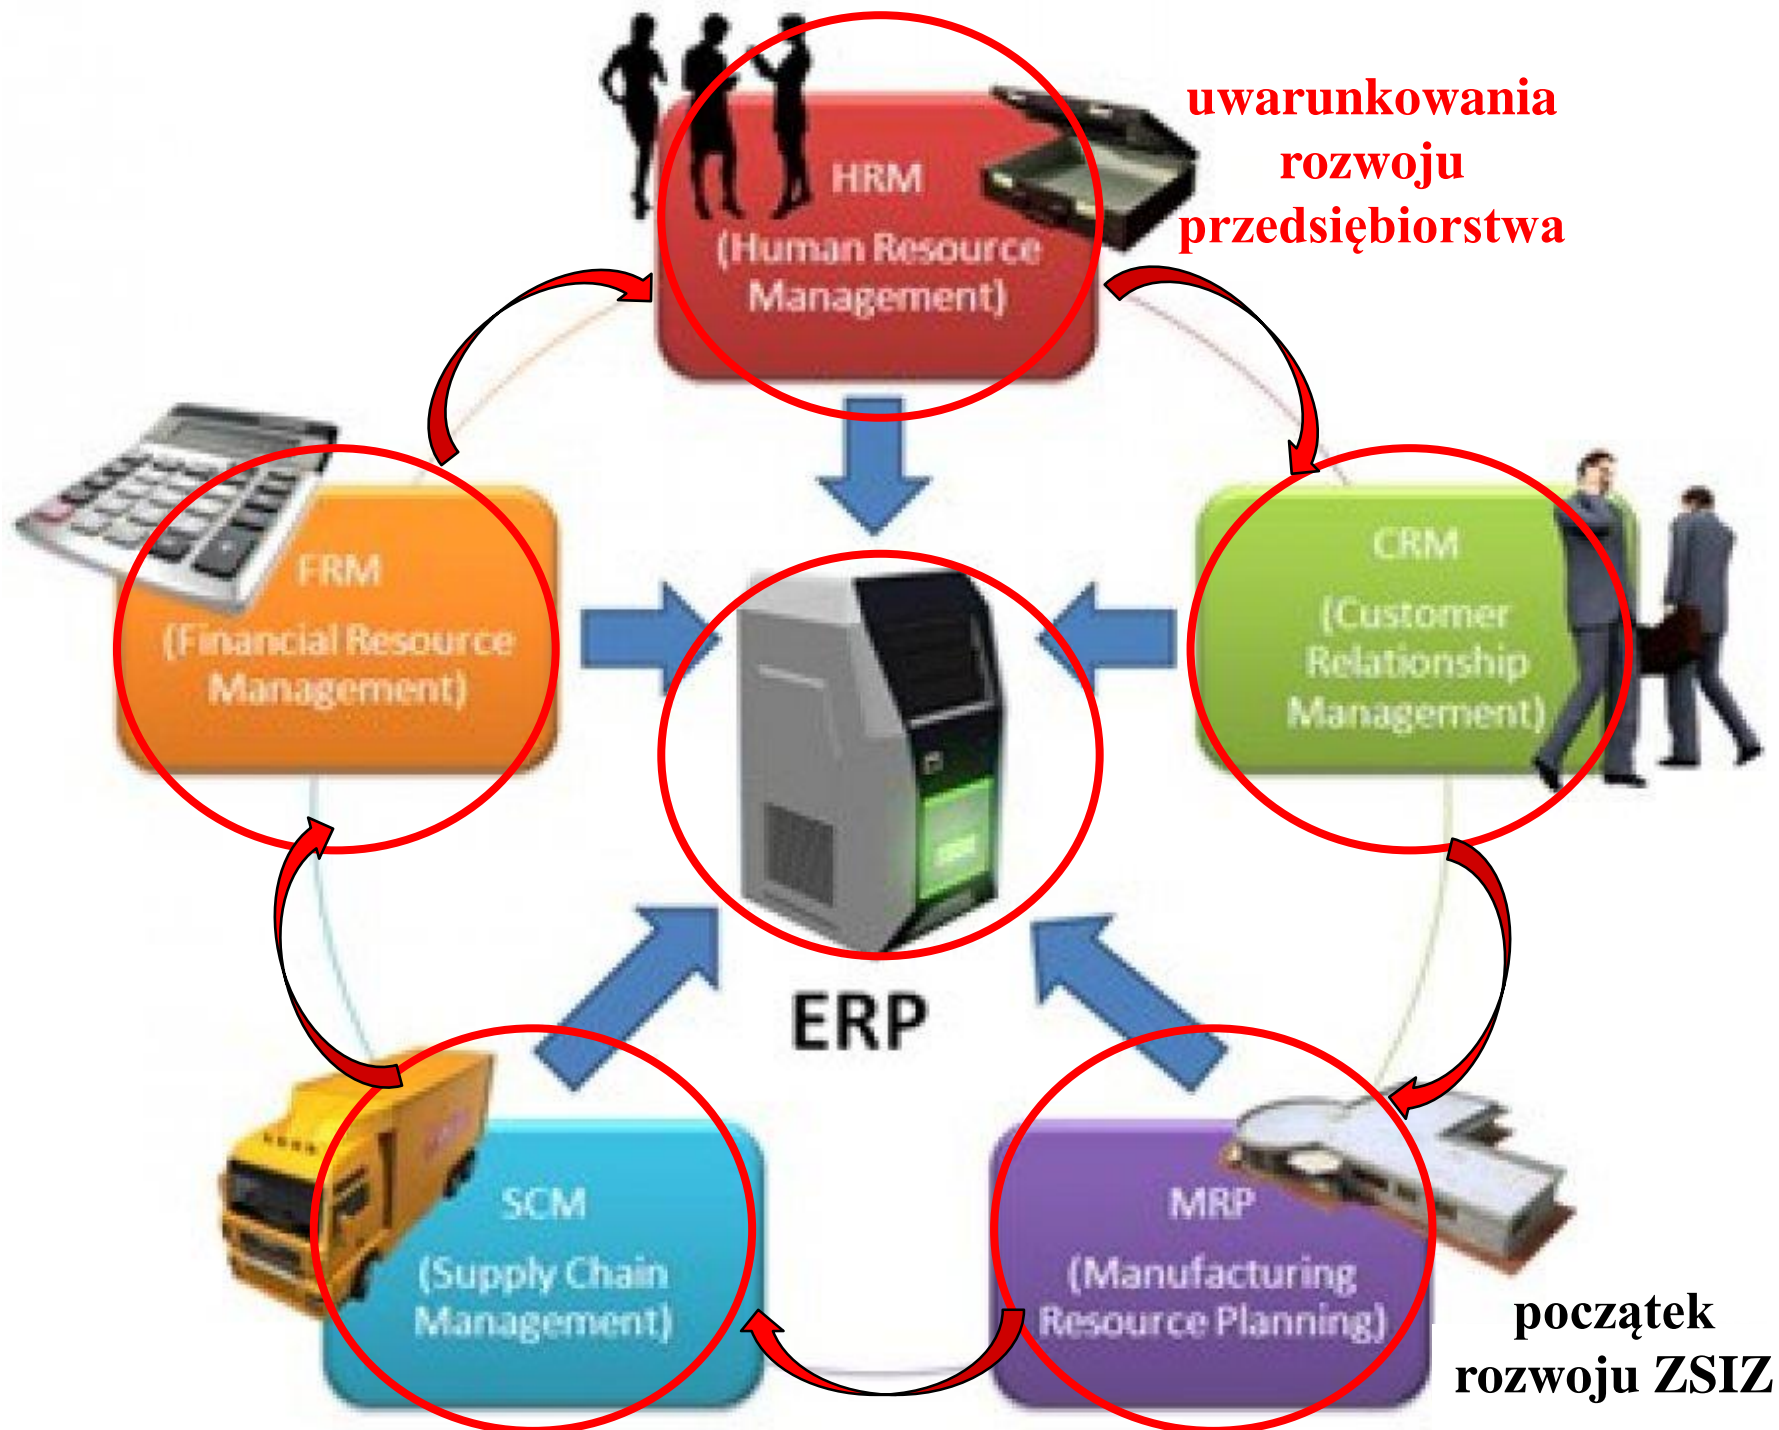 uwarunkowania
rozwoju
przedsiębiorstwa
HRM
(Human Resource
Management)
FRM
(Financial Resource
Management)
CRM
(Customer
Relationship
Management)
ERP
SCM
(Supply Chain
Management)
MRP
(Manufacturing
Resource Planning)
początek
rozwoju ZSIZ